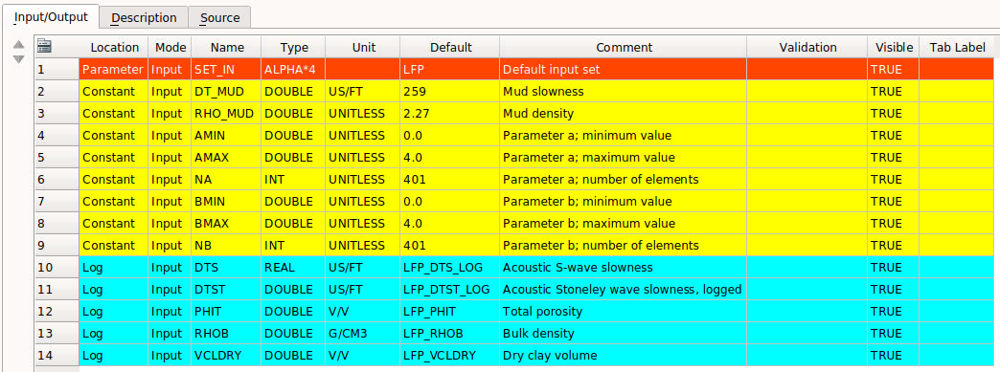 Input/Output Description Source
Location Mode Name Type Unit Default Comment Validation Visible Tab Label
1 Parameter Input SET_IN ALPHA*4 LFP Default input set TRUE
2 Constant Input DT_MUD DOUBLE US/FT 259 Mud slowness TRUE
3 Constant Input RHO_MUD DOUBLE UNITLESS 2.27 Mud density TRUE
4 Constant Input AMIN DOUBLE UNITLESS 0.0 Parameter a; minimum value TRUE
5 Constant Input AMAX DOUBLE UNITLESS 4.0 Parameter a; maximum value TRUE
6 Constant Input NA INT UNITLESS 401 Parameter a; number of elements TRUE
7 Constant Input BMIN DOUBLE UNITLESS 0.0 Parameter b; minimum value TRUE
8 Constant Input BMAX DOUBLE UNITLESS 4.0 Parameter b; maximum value TRUE
9 Constant Input NB INT UNITLESS 401 Parameter b; number of elements TRUE
10 Log Input DTS REAL US/FT LFP_DTS_LOG Acoustic S-wave slowness TRUE
11 Log Input DTST DOUBLE US/FT LFP_DTST_LOG Acoustic Stoneley wave slowness, logged TRUE
12 Log Input PHIT DOUBLE V/V LFP_PHIT Total porosity TRUE
13 Log Input RHOB DOUBLE G/CM3 LFP_RHOB Bulk density TRUE
14 Log Input VCLDRY DOUBLE V/V LFP_VCLDRY Dry clay volume TRUE